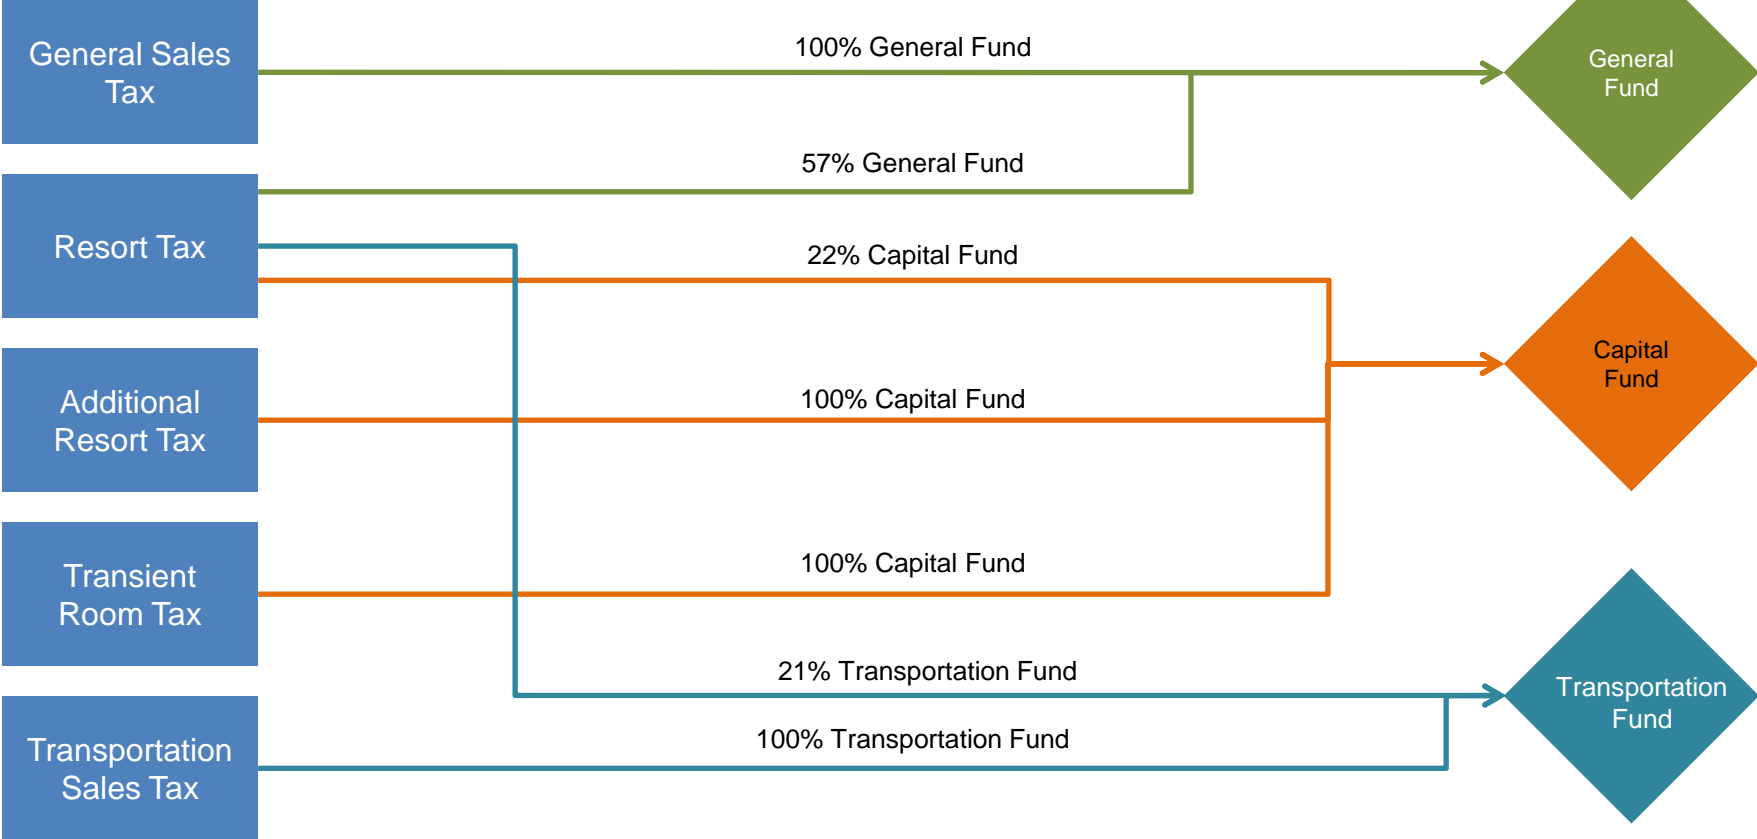 General Sales
Tax
100% General Fund
General
Fund
57% General Fund
Resort Tax
22% Capital Fund
Capital
Fund
Additional
Resort Tax
100% Capital Fund
Transient
Room Tax
100% Capital Fund
21% Transportation Fund
Transportation
Fund
Transportation
Sales Tax
100% Transportation Fund